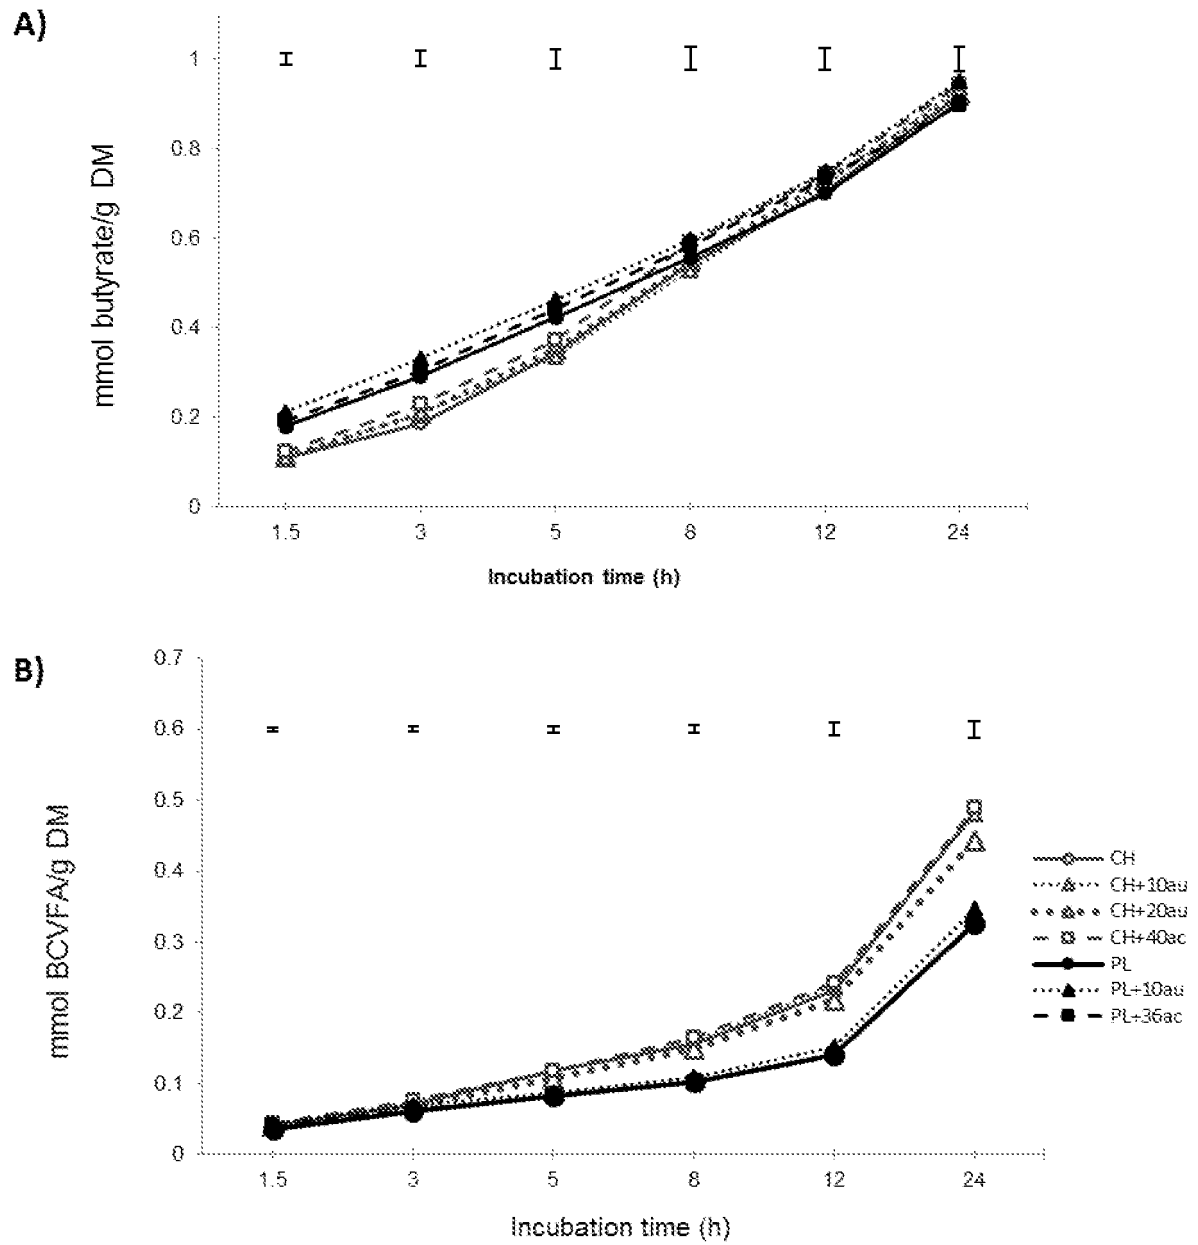 A)
mmol butyrate/g DM
1
0.8
0.6
0.4
0.2
0
1.5 3 5 8 12 24
Incubation time (h)
B)
mmol BCVFA/g DM
0.7
0.6
0.5
0.4
0.3
0.2
0.1
0
1.5 3 5 8 12 24
Incubation time (h)
CH
CH+10au
CH+20au
CH+40ac
PL
PL+10au
PL+36ac